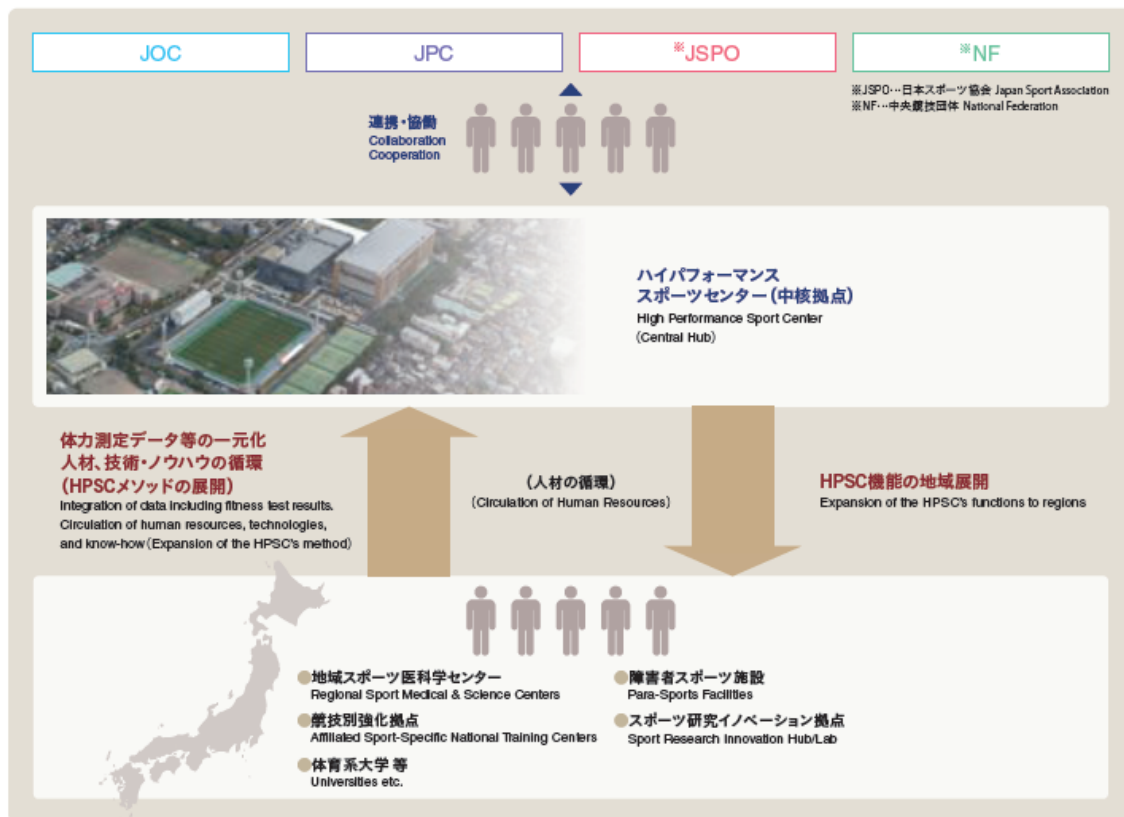 JOC
JPC
※JSPO
※NF
※JSPO…日本スポーツ協会 Japan Sport Association
※NF…中央競技団体 National Federation
連携・協働
Collaboration
Cooperation
ハイパフォーマンス
スポーツセンター(中核拠点)
High Performance Sport Center
(Central Hub)
体力測定データ等の一元化
人材、技術・ノウハウの循環
(HPSCメソッドの展開)
Integration of data including fitness test results.
Circulation of human resources, technologies,
and know-how(Expansion of the HPSC's method)
(人材の循環)
(Circulation of Human Resources)
HPSC機能の地域展開
Expansion of the HPSC's functions to regions
●地域スポーツ医科学センター
Regional Sport Medical & Science Centers
●競技別強化拠点
Affiliated Sport-Specific National Training Centers
●体育系大学 等
Universities etc.
●障害者スポーツ施設
Para-Sports Facilities
●スポーツ研究イノベーション拠点
Sport Research Innovation Hub/Lab